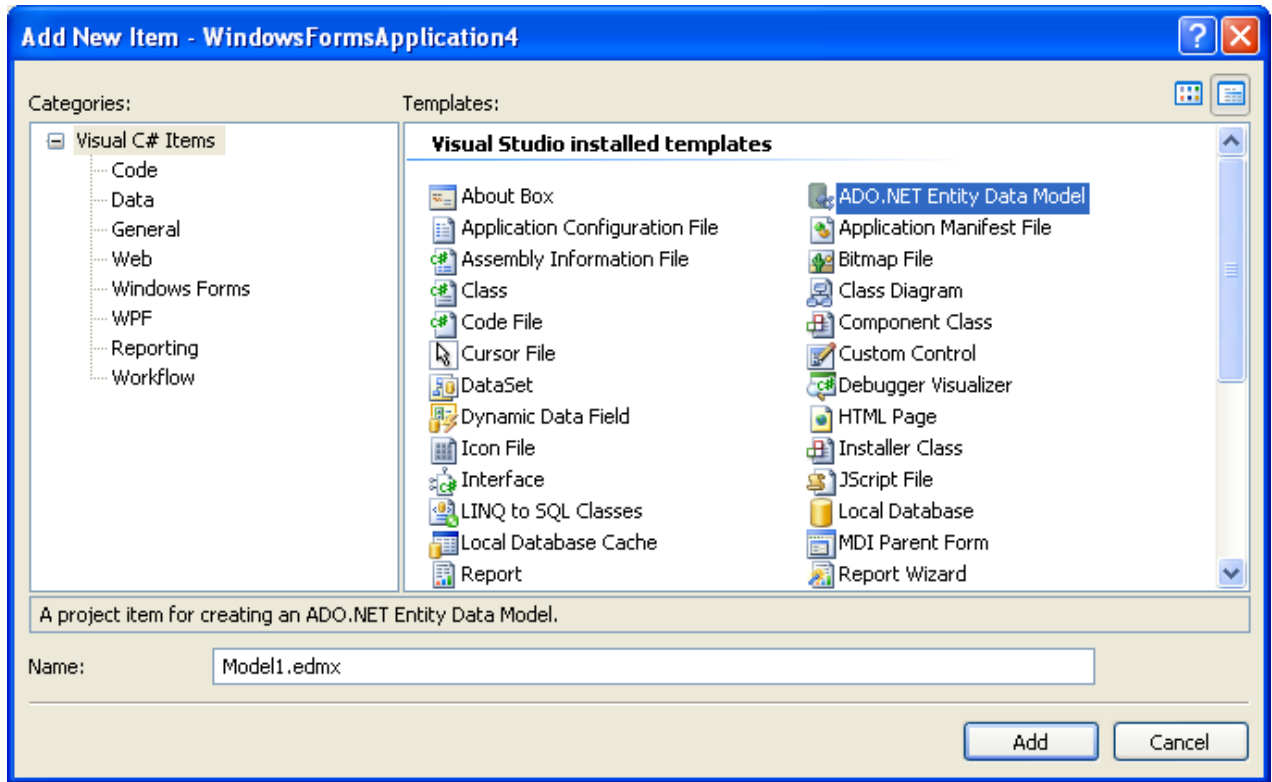 Add New Item - WindowsFormsApplication4
Categories:
Templates:
Visual C# Items
Code
Data
General
Web
Windows Forms
WPF
Reporting
Workflow
Visual Studio installed templates
About Box
ADO.NET Entity Data Model
Application Configuration File
Application Manifest File
Assembly Information File
Bitmap File
Class
Class Diagram
Code File
Component Class
Cursor File
Custom Control
DataSet
Debugger Visualizer
Dynamic Data Field
HTML Page
Icon File
Installer Class
Interface
JScript File
LINQ to SQL Classes
Local Database
Local Database Cache
MDI Parent Form
Report
Report Wizard
A project item for creating an ADO.NET Entity Data Model.
Name:
Model1.edmx
Add
Cancel